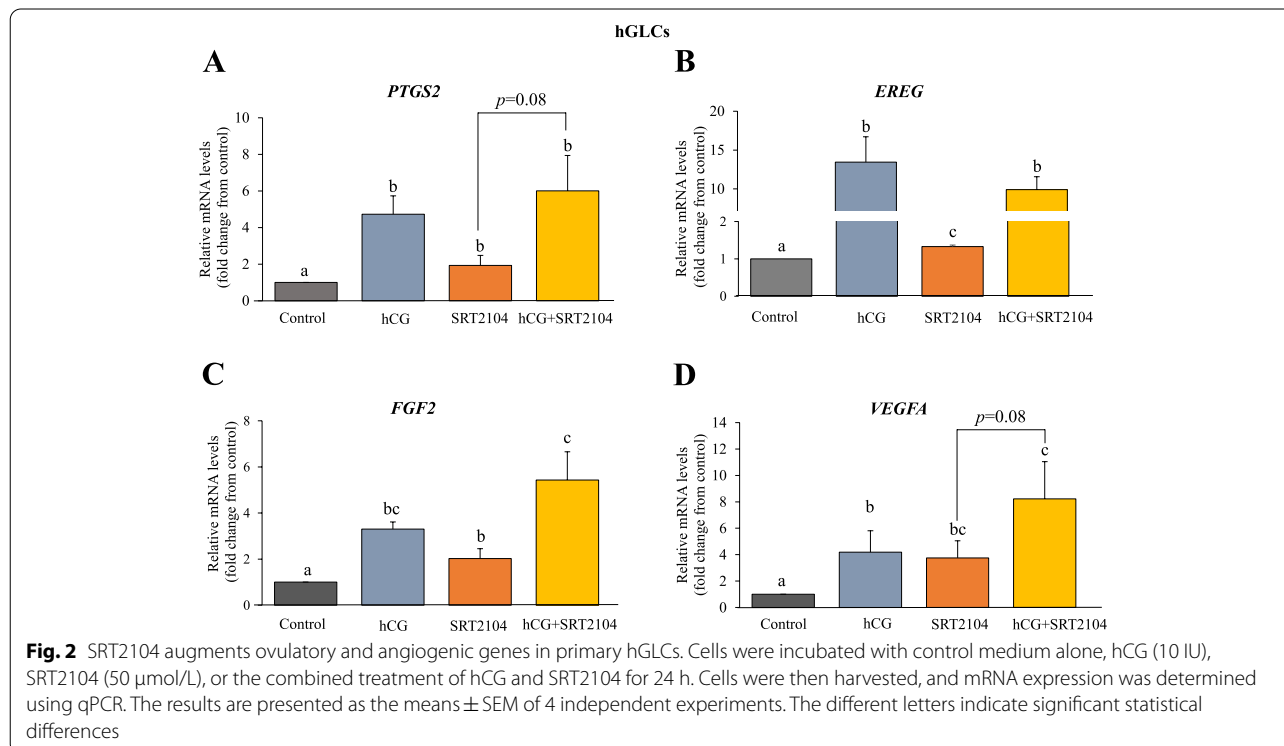 hGLCs
A
B
PTGS2
EREG
p=0.08
Relative mRNA levels
(fold change from control)
10
8
6
4
2
0
a
b
b
b
Control
hCG
SRT2104
hCG+SRT2104
Relative mRNA levels
(fold change from control)
20
15
10
2
1
0
a
b
c
b
Control
hCG
SRT2104
hCG+SRT2104
C
D
FGF2
VEGFA
Relative mRNA levels
(fold change from control)
8
6
4
2
0
a
bc
b
c
Control
hCG
SRT2104
hCG+SRT2104
p=0.08
Relative mRNA levels
(fold change from control)
14
12
10
8
6
4
2
0
a
b
bc
c
Control
hCG
SRT2104
hCG+SRT2104
Fig. 2 SRT2104 augments ovulatory and angiogenic genes in primary hGLCs. Cells were incubated with control medium alone, hCG (10 IU),
SRT2104 (50 μmol/L), or the combined treatment of hCG and SRT2104 for 24 h. Cells were then harvested, and mRNA expression was determined
using qPCR. The results are presented as the means ± SEM of 4 independent experiments. The different letters indicate significant statistical
differences